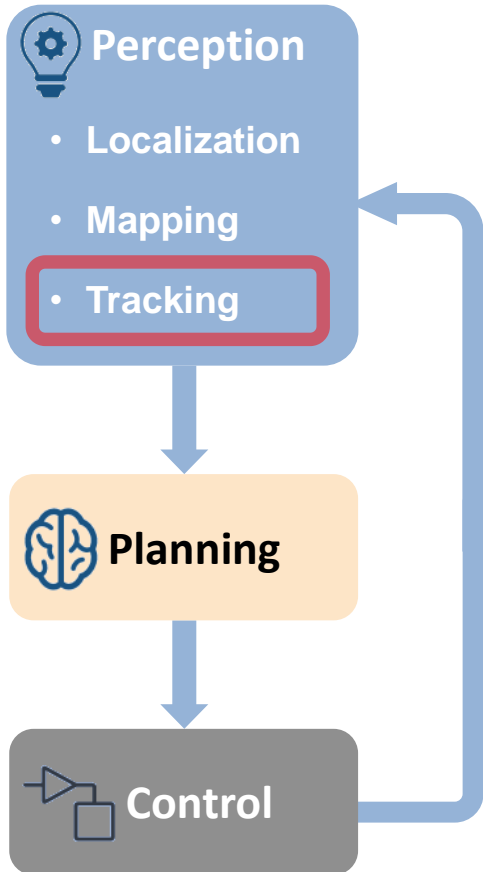 Perception
• Localization
• Mapping
• Tracking
Planning
Control